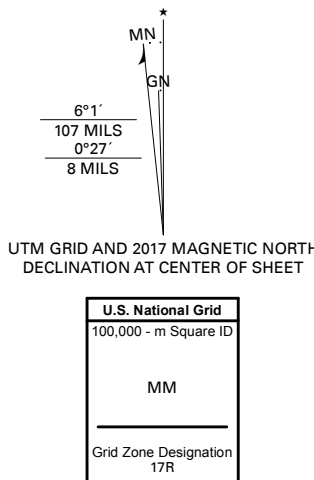 MN
GN
6°1´
107 MILS
0°27´
8 MILS
UTM GRID AND 2017 MAGNETIC NORTH
DECLINATION AT CENTER OF SHEET
U.S. National Grid
100,000 - m Square ID
MM
Grid Zone Designation
17R